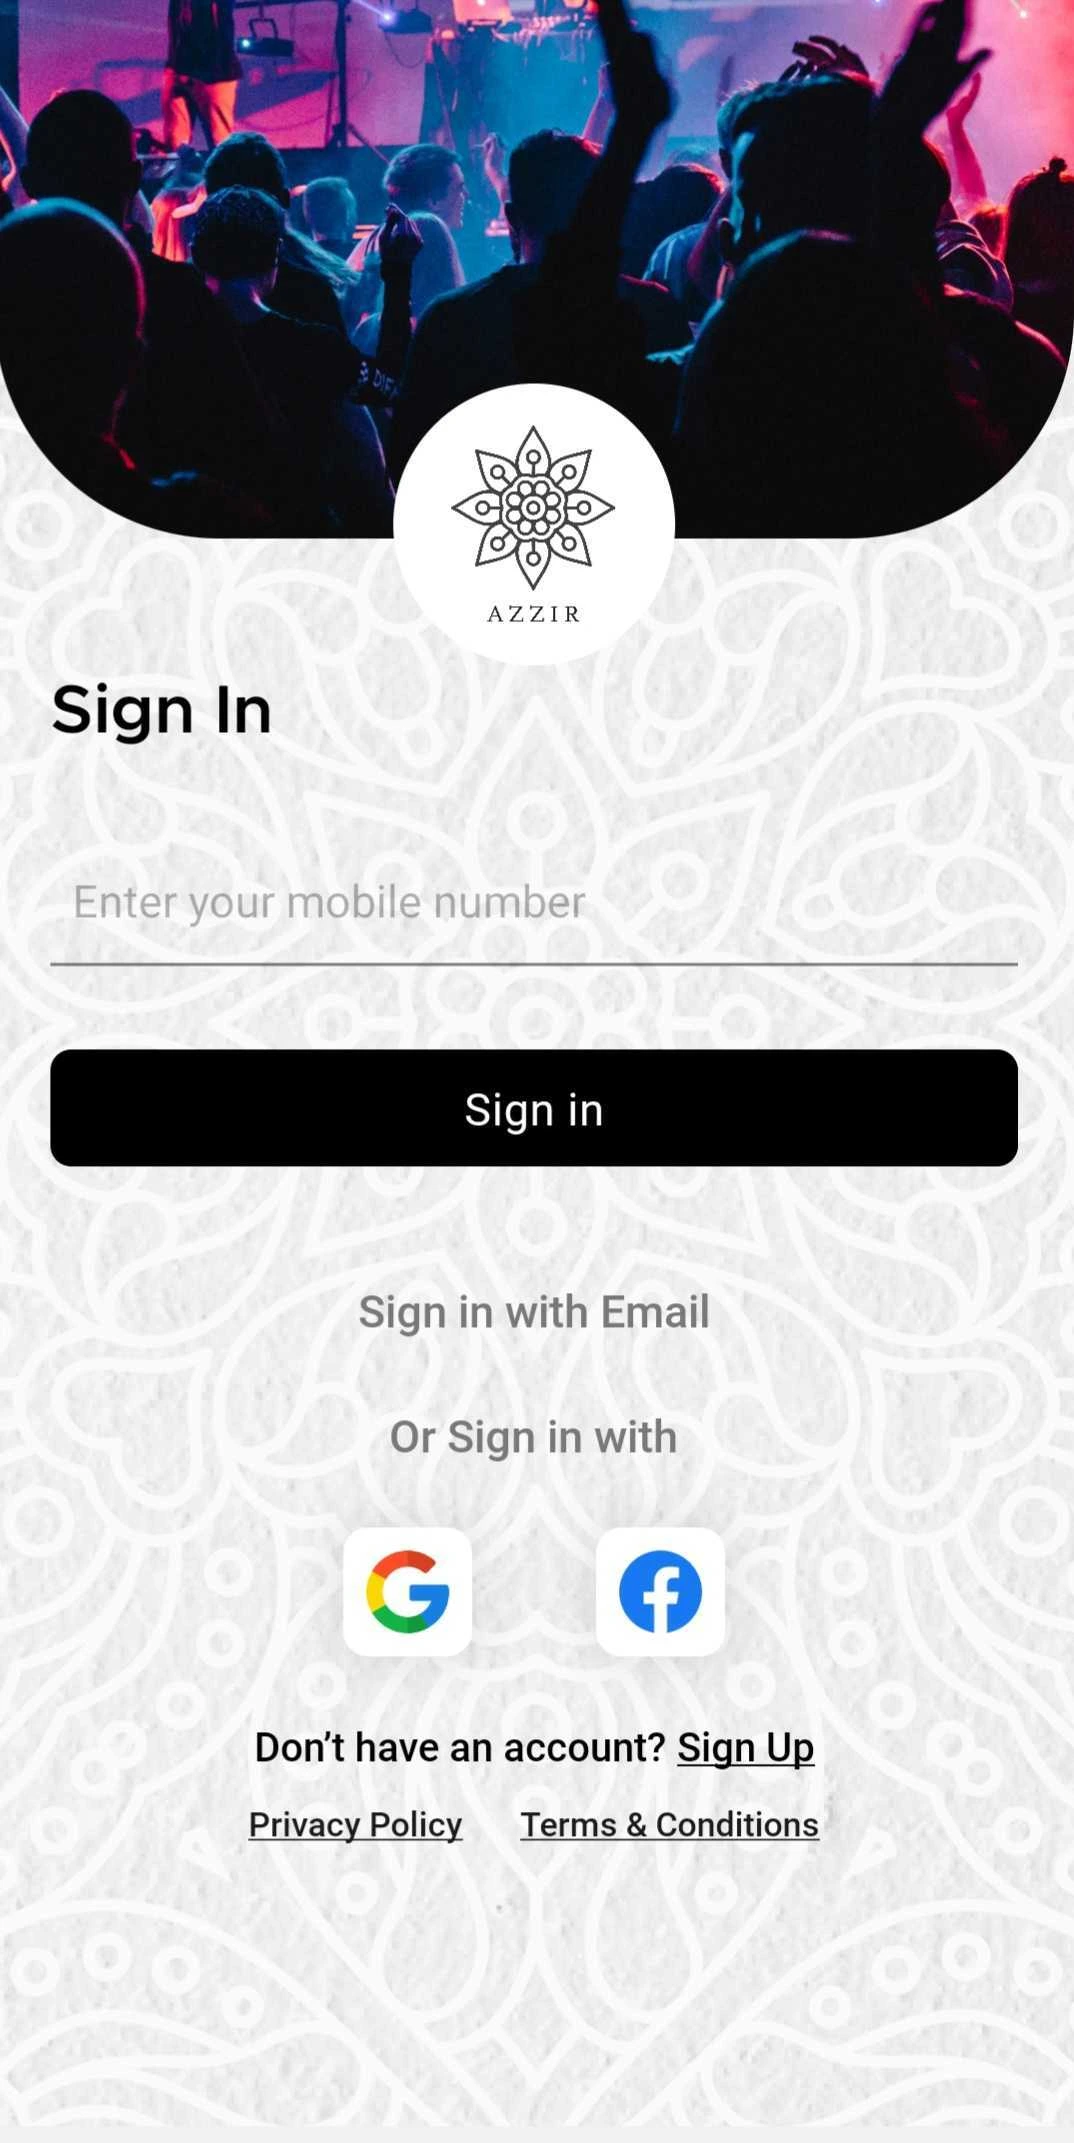 AZZIR
Sign In
Enter your mobile number
Sign in
Sign in with Email
Or Sign in with
Don’t have an account? Sign Up
Privacy Policy Terms & Conditions